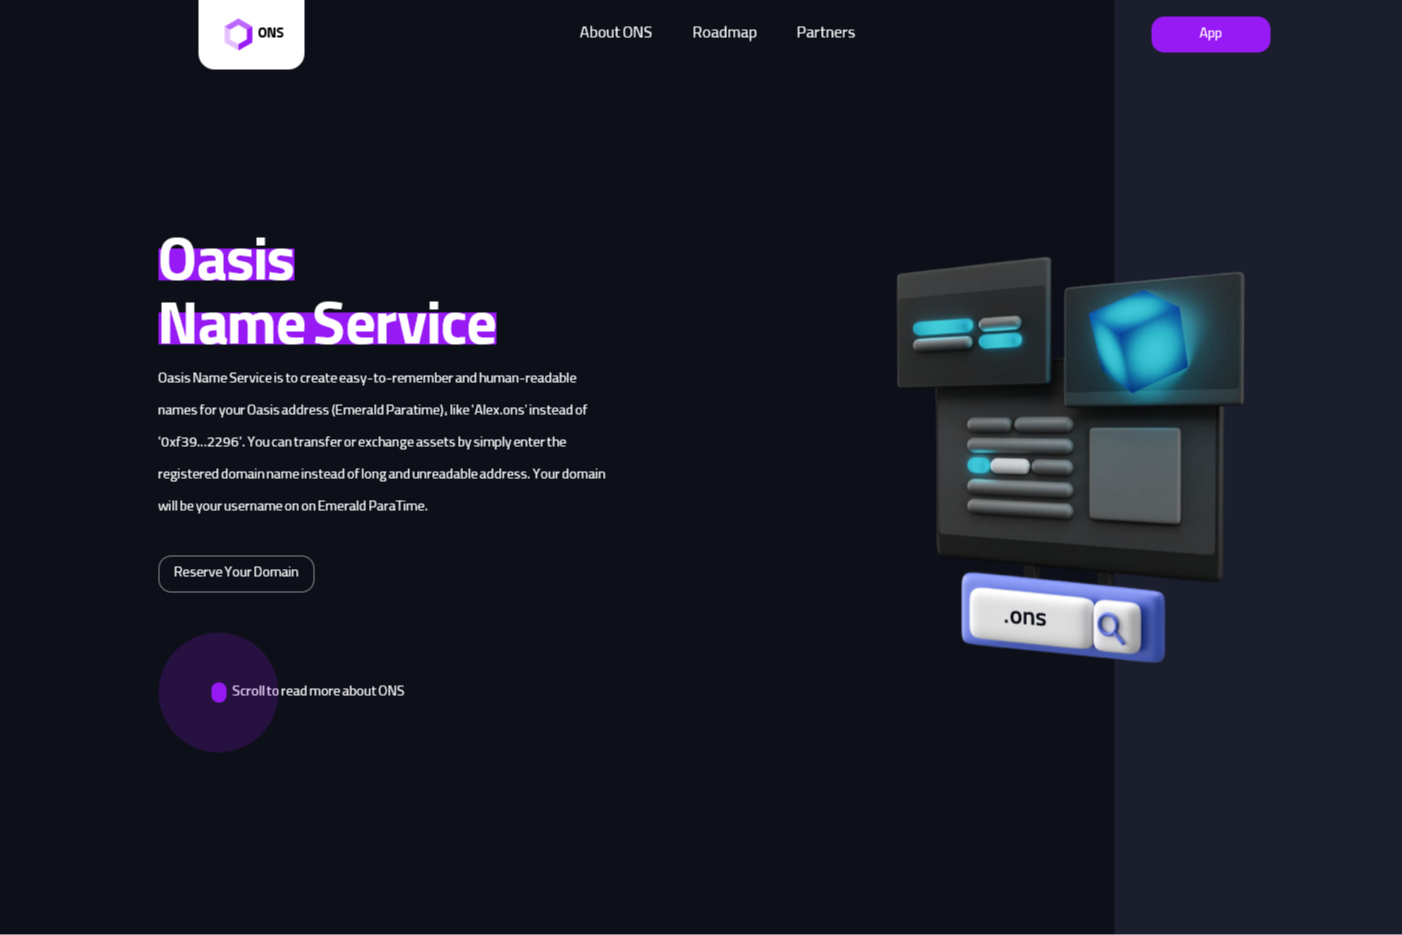 ONS
About ONS
Roadmap
Partners
App
Oasis
Name Service
Oasis Name Service is to create easy-to-remember and human-readable
names for your Oasis address (Emerald Paratime), like 'Alex.ons' instead of
'0xf39...2296'. You can transfer or exchange assets by simply enter the
registered domain name instead of long and unreadable address. Your domain
will be your username on on Emerald ParaTime.
Reserve Your Domain
Scroll to read more about ONS
.ons